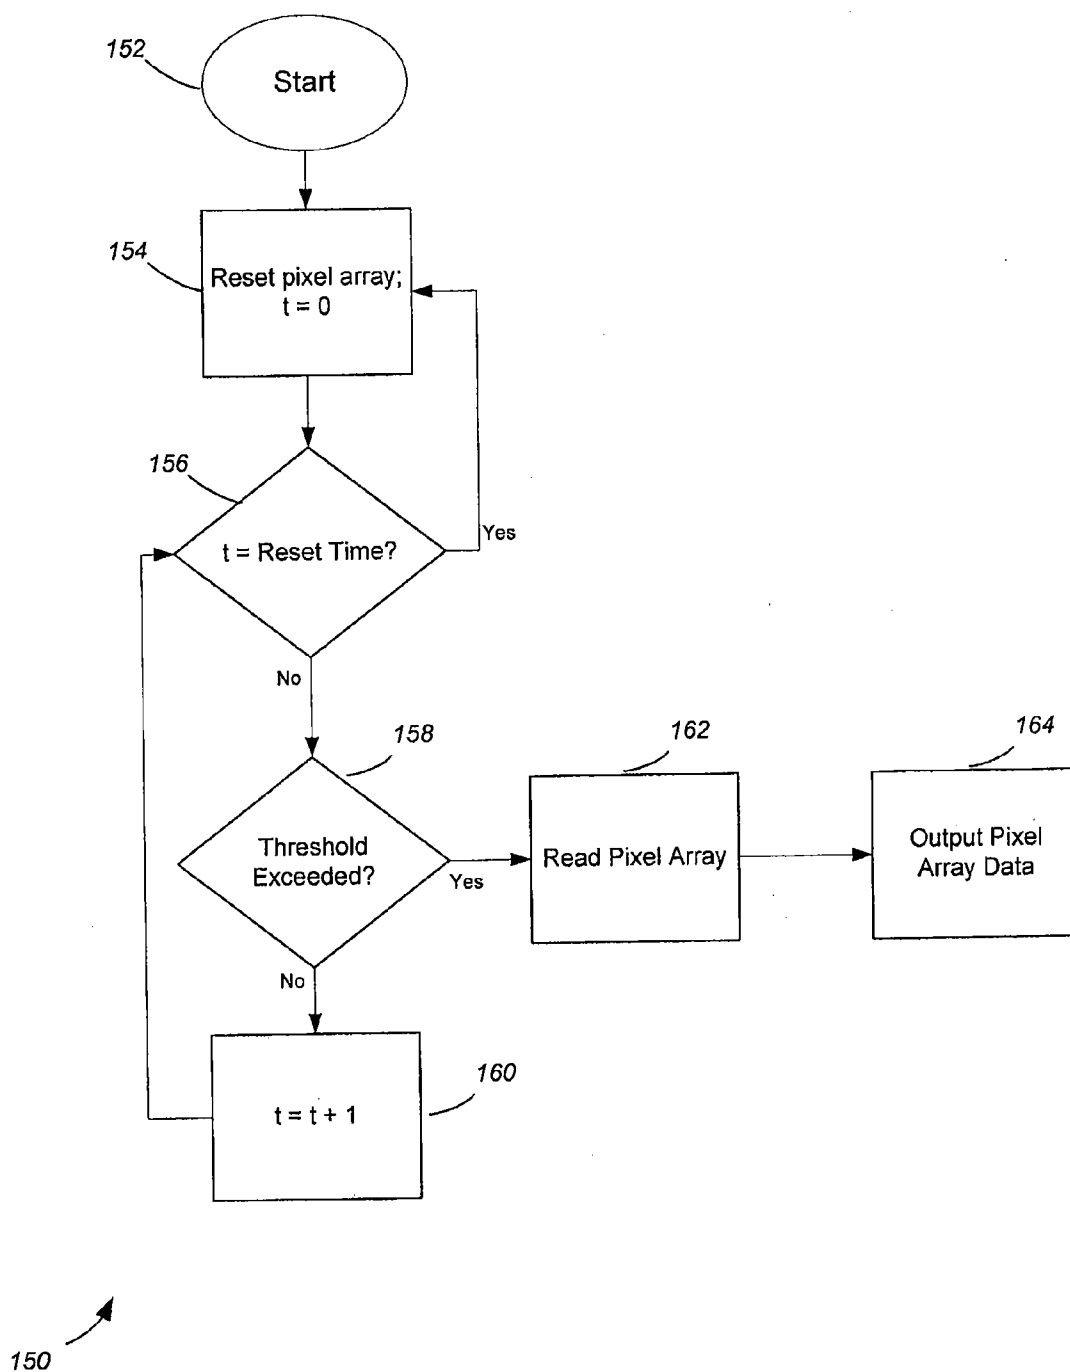 152
Start
154
Reset pixel array;
t = 0
156
t = Reset Time?
Yes
No
158
Threshold
Exceeded?
Yes
162
Read Pixel Array
164
Output Pixel
Array Data
No
160
t = t + 1
150